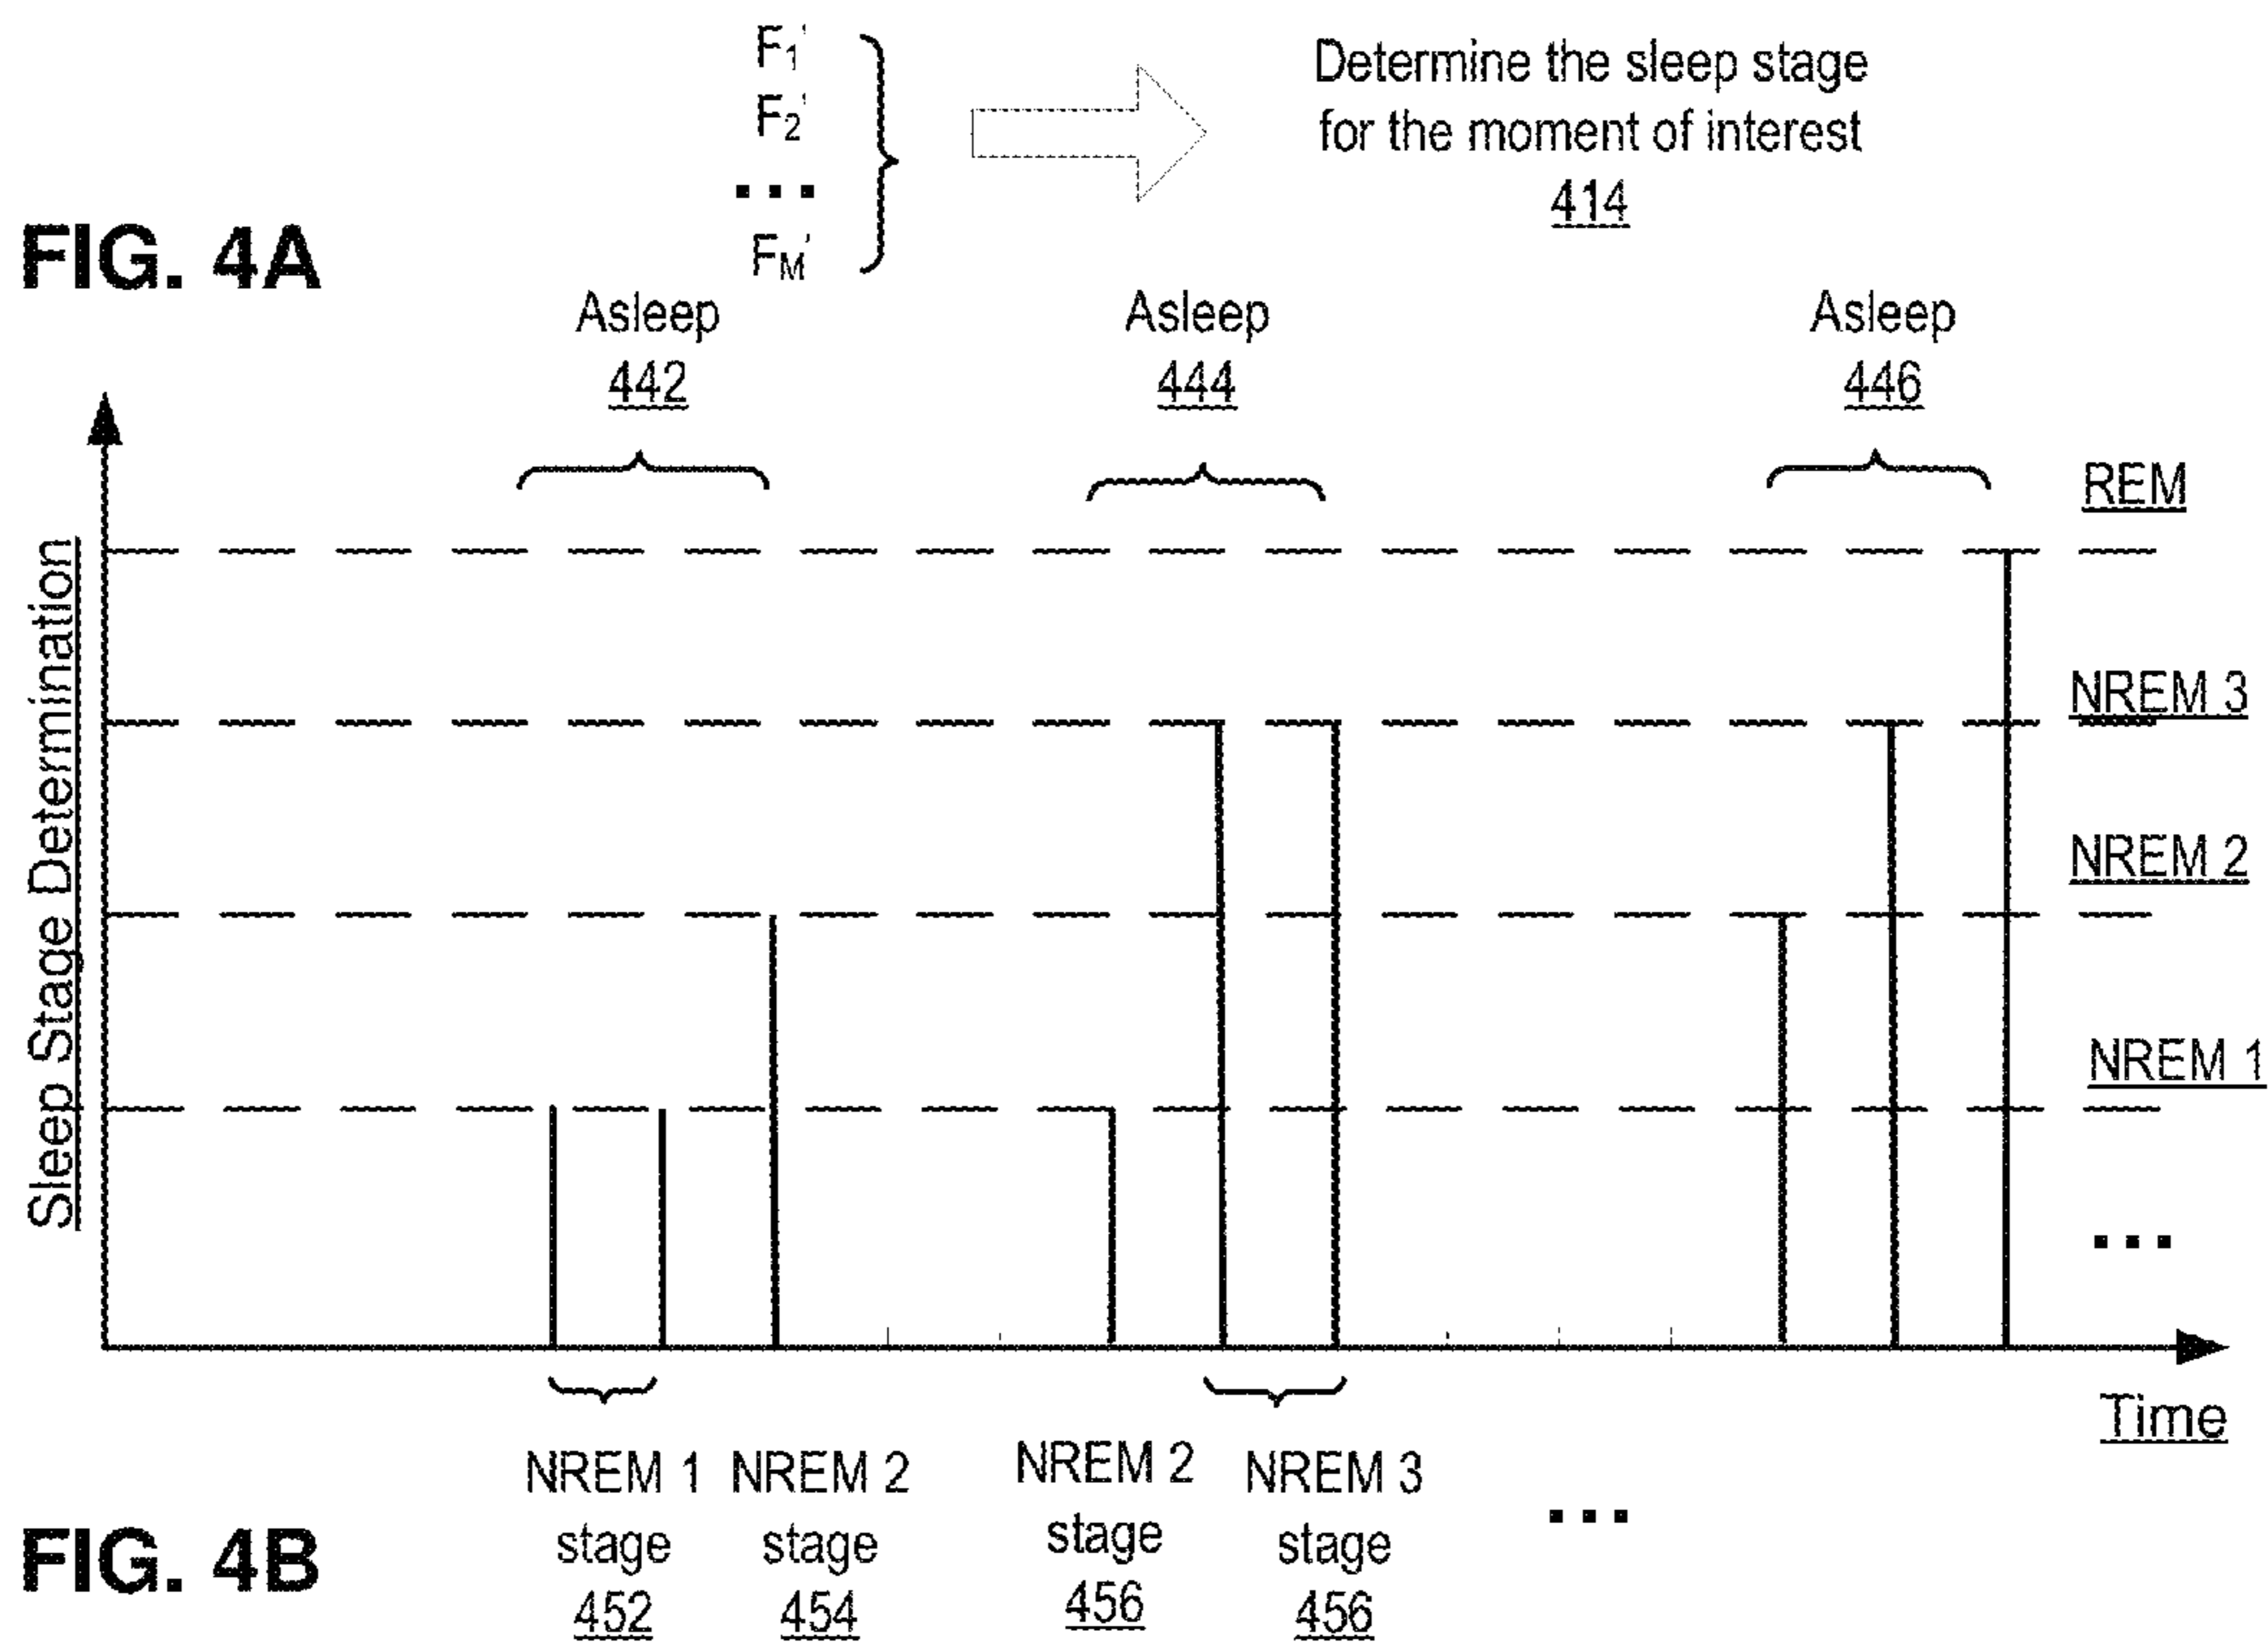 F1'
F2'
...
FM'
Determine the sleep stage
for the moment of interest
414
FIG. 4A
Asleep
442
Asleep
444
Asleep
446
REM
NREM 3
NREM 2
NREM 1
...
Sleep Stage Determination
Time
NREM 1
stage
452
NREM 2
stage
454
NREM 2
stage
456
NREM 3
stage
456
...
FIG. 4B